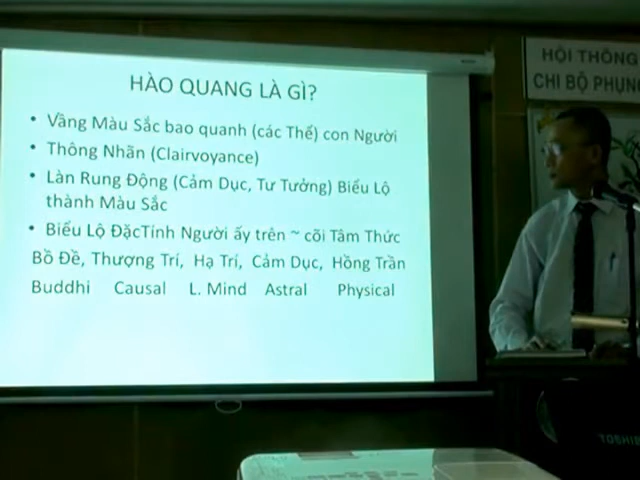 HÀO QUANG LÀ GÌ?
• Vầng Màu Sắc bao quanh (các Thể) con Người
• Thông Nhãn (Clairvoyance)
• Làn Rung Động (Cảm Dục, Tư Tưởng) Biểu Lộ
thành Màu Sắc
• Biểu Lộ ĐặcTính Người ấy trên ~ cõi Tâm Thức
Bồ Đề, Thượng Trí, Hạ Trí, Cảm Dục, Hồng Trần
Buddhi Causal L. Mind Astral Physical
HỘI THÔNG
CHI BỘ PHỤNG
TOSHIB